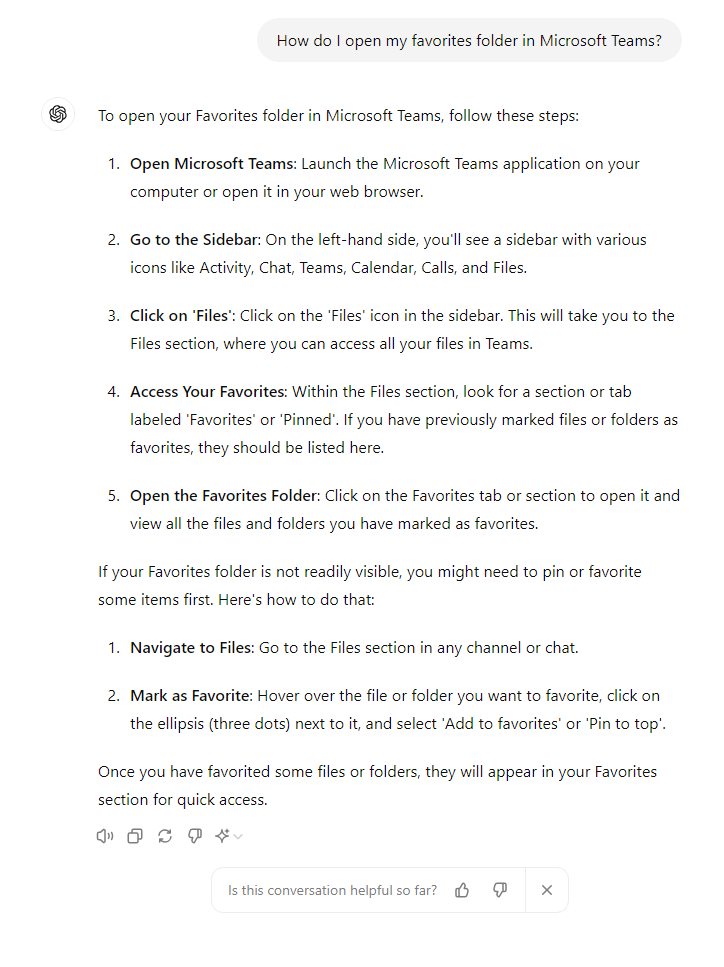 How do I open my favorites folder in Microsoft Teams?
To open your Favorites folder in Microsoft Teams, follow these steps:
1. Open Microsoft Teams: Launch the Microsoft Teams application on your
computer or open it in your web browser.
2. Go to the Sidebar: On the left-hand side, you'll see a sidebar with various
icons like Activity, Chat, Teams, Calendar, Calls, and Files.
3. Click on 'Files': Click on the 'Files' icon in the sidebar. This will take you to the
Files section, where you can access all your files in Teams.
4. Access Your Favorites: Within the Files section, look for a section or tab
labeled 'Favorites' or 'Pinned'. If you have previously marked files or folders as
favorites, they should be listed here.
5. Open the Favorites Folder: Click on the Favorites tab or section to open it and
view all the files and folders you have marked as favorites.
If your Favorites folder is not readily visible, you might need to pin or favorite
some items first. Here's how to do that:
1. Navigate to Files: Go to the Files section in any channel or chat.
2. Mark as Favorite: Hover over the file or folder you want to favorite, click on
the ellipsis (three dots) next to it, and select 'Add to favorites' or 'Pin to top'.
Once you have favorited some files or folders, they will appear in your Favorites
section for quick access.
Is this conversation helpful so far?